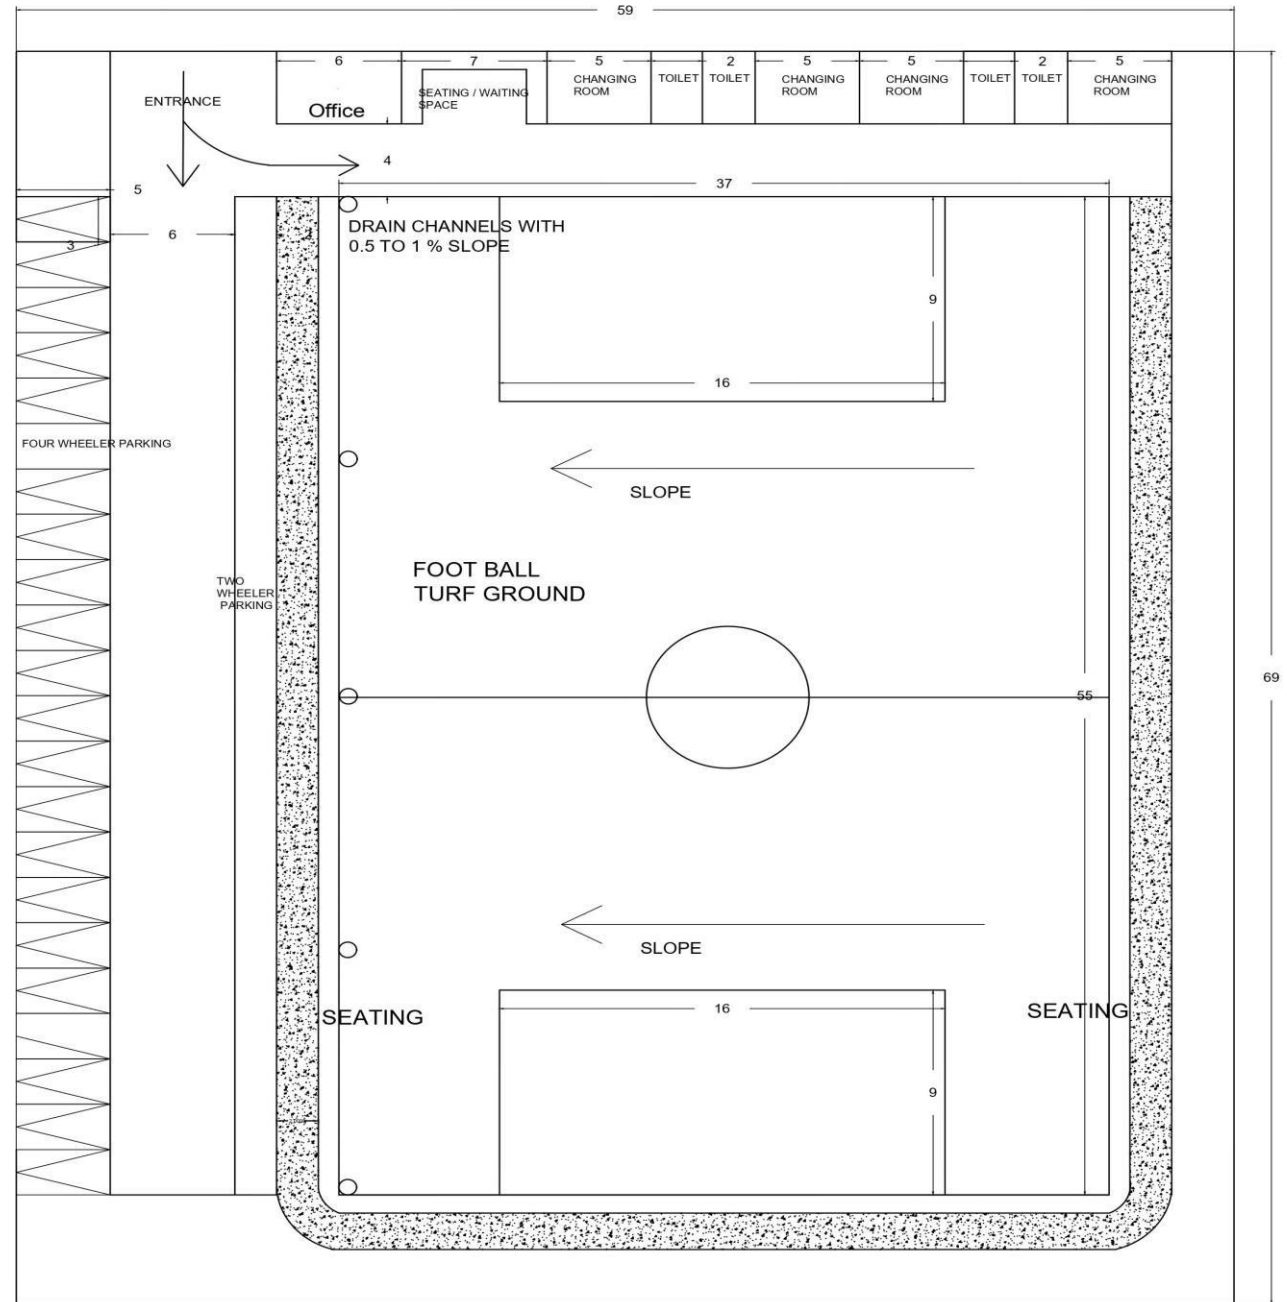 59
6
7
5
2
5
5
2
5
ENTRANCE
Office
SEATING / WAITING
SPACE
CHANGING
ROOM
TOILET
TOILET
CHANGING
ROOM
CHANGING
ROOM
TOILET
TOILET
CHANGING
ROOM
4
5
37
3
6
DRAIN CHANNELS WITH
0.5 TO 1 % SLOPE
9
16
FOUR WHEELER PARKING
SLOPE
FOOT BALL
TURF GROUND
TWO
WHEELER
PARKING
69
55
SLOPE
SEATING
16
SEATING
9